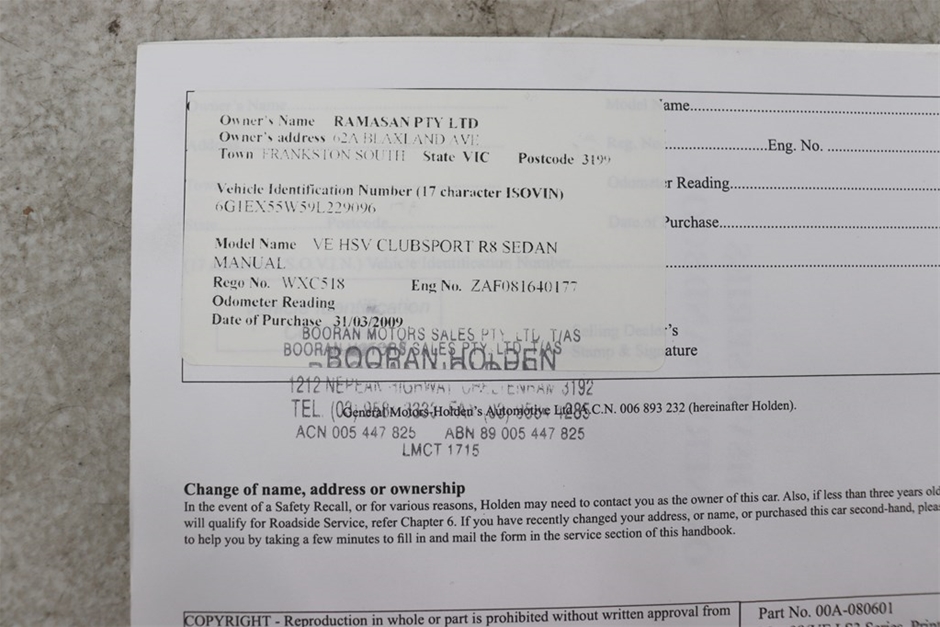 Owner's Name RAMASAN PTY LTD
Owner's address 62A BLAXLAND AVE
Town FRANKSTON SOUTH State VIC Postcode 3199
Vehicle Identification Number (17 character ISOVIN)
6G1EX55W59L229096
Model Name VE HSV CLUBSPORT R8 SEDAN
MANUAL
Rego No. WXC518 Eng No. ZAF081640177
Odometer Reading
Date of Purchase 31/03/2009
ame
Eng. No.
r Reading
Purchase
's
ature
BOORAN MOTORS SALES PTY LTD T/AS
BOORAN HOLDEN
1212 NEPEAN HIGHWAY CHELTENHAM 3192
TEL. (03)
General Motors-Holden's Automotive Ltd A.C.N. 006 893 232 (hereinafter Holden).
ACN 005 447 825 ABN 89 005 447 825
LMCT 1715
Change of name, address or ownership
In the event of a Safety Recall, or for various reasons, Holden may need to contact you as the owner of this car. Also, if less than three years old
will qualify for Roadside Service, refer Chapter 6. If you have recently changed your address, or name, or purchased this car second-hand, pleas
to help you by taking a few minutes to fill in and mail the form in the service section of this handbook.
COPYRIGHT - Reproduction in whole or part is prohibited without written approval from
Part No. 00A-080601